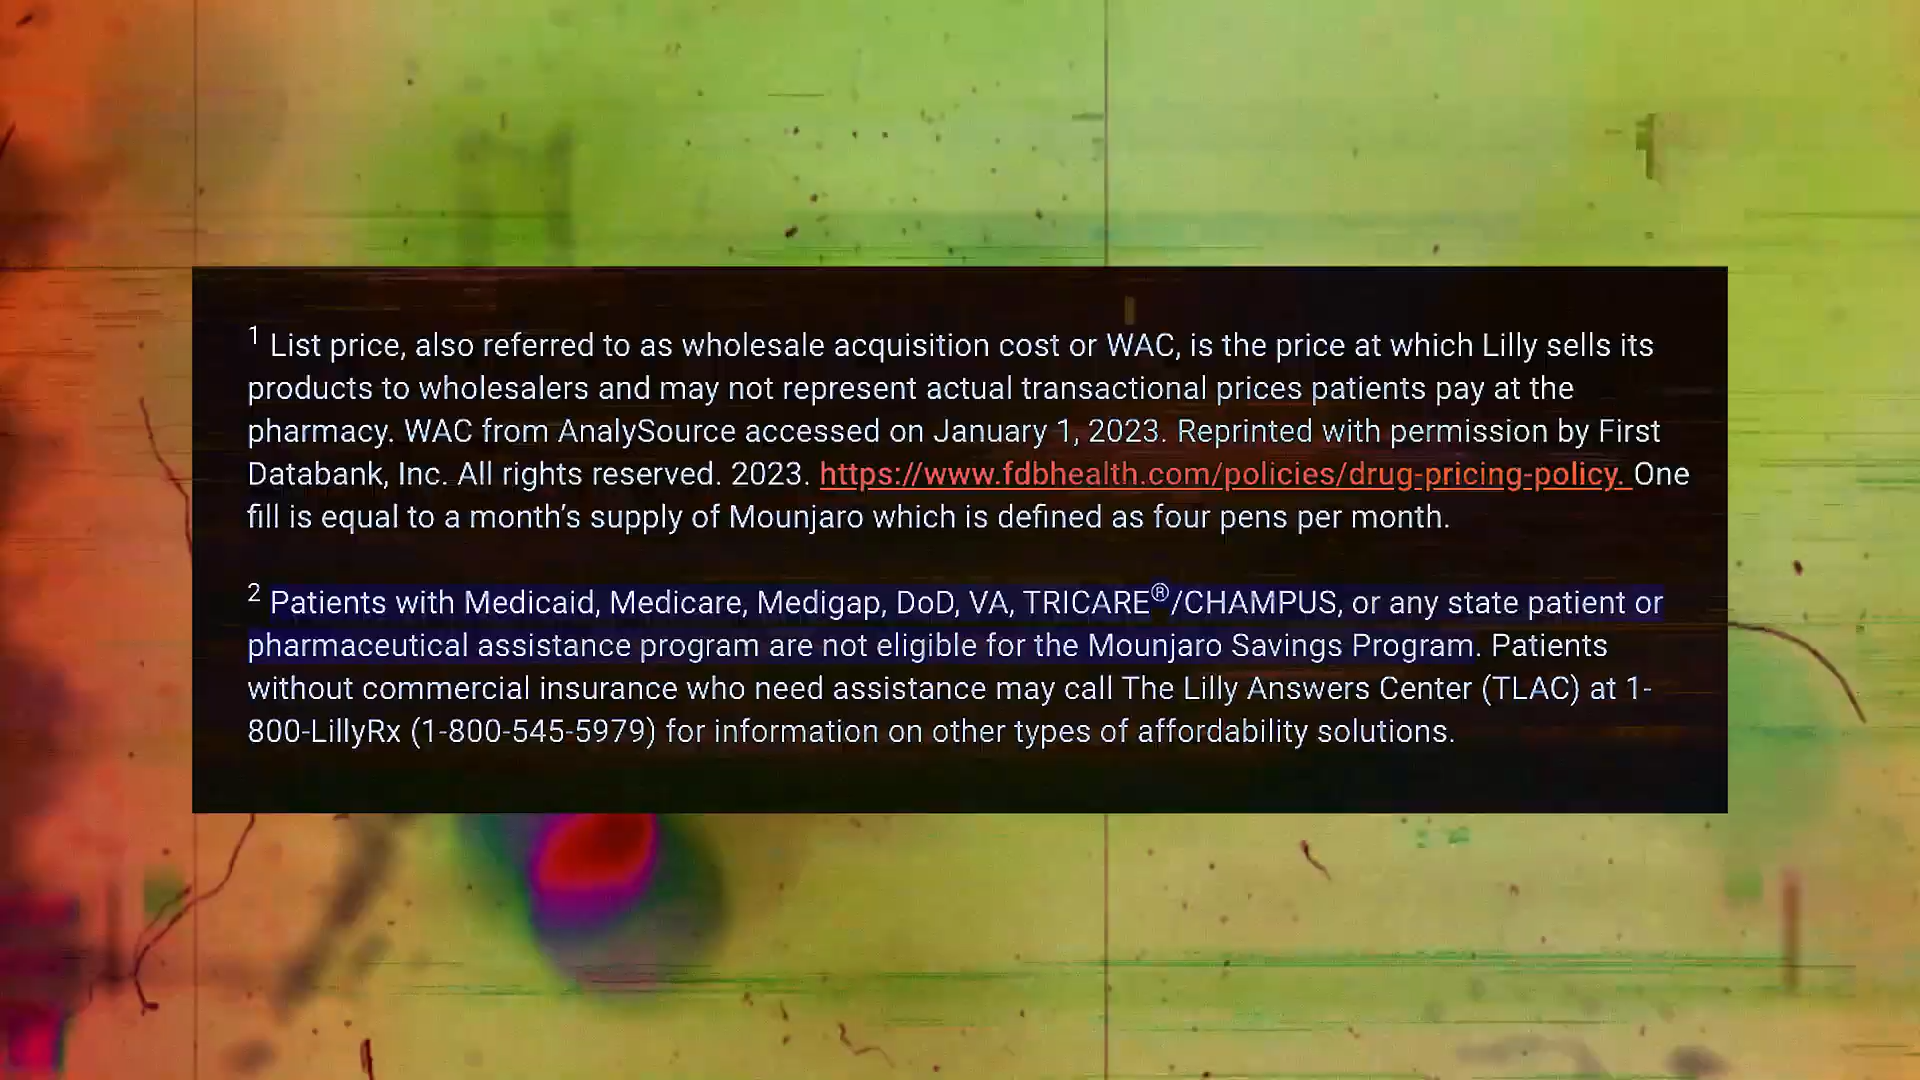 1 List price, also referred to as wholesale acquisition cost or WAC, is the price at which Lilly sells its
products to wholesalers and may not represent actual transactional prices patients pay at the
pharmacy. WAC from AnalySource accessed on January 1, 2023. Reprinted with permission by First
Databank, Inc. All rights reserved. 2023. https://www.fdbhealth.com/policies/drug-pricing-policy. One
fill is equal to a month’s supply of Mounjaro which is defined as four pens per month.
2 Patients with Medicaid, Medicare, Medigap, DoD, VA, TRICARE®/CHAMPUS, or any state patient or
pharmaceutical assistance program are not eligible for the Mounjaro Savings Program. Patients
without commercial insurance who need assistance may call The Lilly Answers Center (TLAC) at 1-
800-LillyRx (1-800-545-5979) for information on other types of affordability solutions.